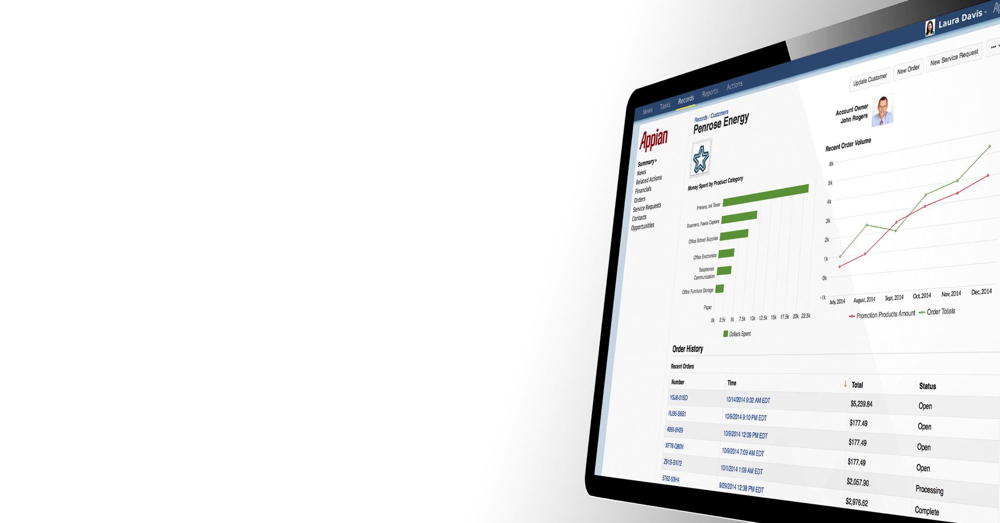 Laura Davis
News Tasks Records Reports Actions
Update Customer New Order New Service Request
Appian
Summary
News
Related Actions
Financials
Orders
Service Requests
Contacts
Opportunities
Records / Customers
Penrose Energy
Account Owner
John Rogers
Money Spent by Product Category
Printers, Ink Toner
Scanners, Faxes Copiers
Office School Supplies
Office Electronics
Telephones
Communication
Office Furniture Storage
Paper
0k 2.5k 5k 7.5k 10k 12.5k 15k 17.5k 20k 22.5k
Dollars Spent
Recent Order Volume
6k
5k
4k
3k
2k
1k
0k
-1k
July, 2014 August, 2014 Sept, 2014 Oct, 2014 Nov, 2014 Dec, 2014
Promotion Products Amount Order Totals
Order History
Recent Orders
Number Time Total Status
YSJ6-01SD 10/14/2014 9:32 AM EDT $5,239.84 Open
RJB5-S6S1 10/9/2014 9:10 PM EDT $177.49 Open
4B6I-0H29 10/9/2014 12:09 PM EDT $177.49 Open
XF76-Q80N 10/9/2014 7:09 AM EDT $177.49 Open
Z91S-BN72 10/1/2014 1:09 AM EDT $2,057.90 Processing
5T62-53H4 9/29/2014 12:38 PM EDT $2,976.62 Complete